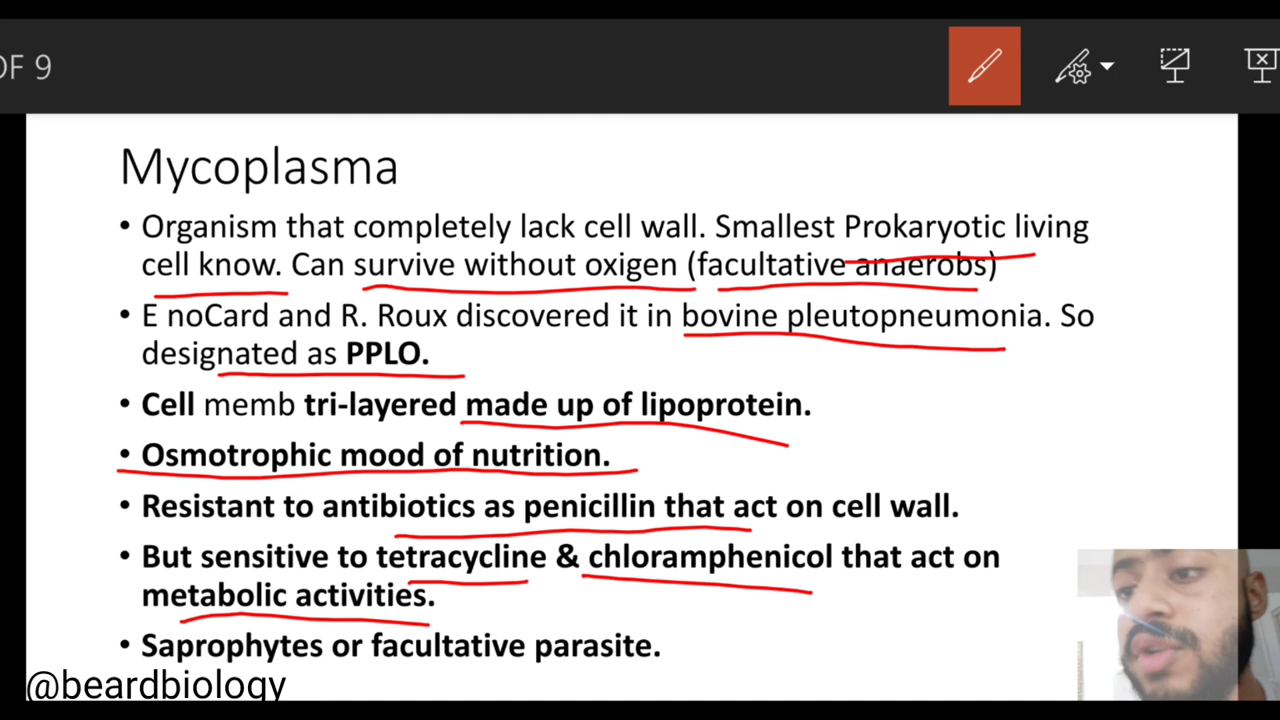 OF 9
Mycoplasma
• Organism that completely lack cell wall. Smallest Prokaryotic living
cell know. Can survive without oxigen (facultative anaerobs)
• E noCard and R. Roux discovered it in bovine pleutopneumonia. So
designated as PPLO.
• Cell memb tri-layered made up of lipoprotein.
• Osmotrophic mood of nutrition.
• Resistant to antibiotics as penicillin that act on cell wall.
• But sensitive to tetracycline & chloramphenicol that act on
metabolic activities.
• Saprophytes or facultative parasite.
@beardbiology